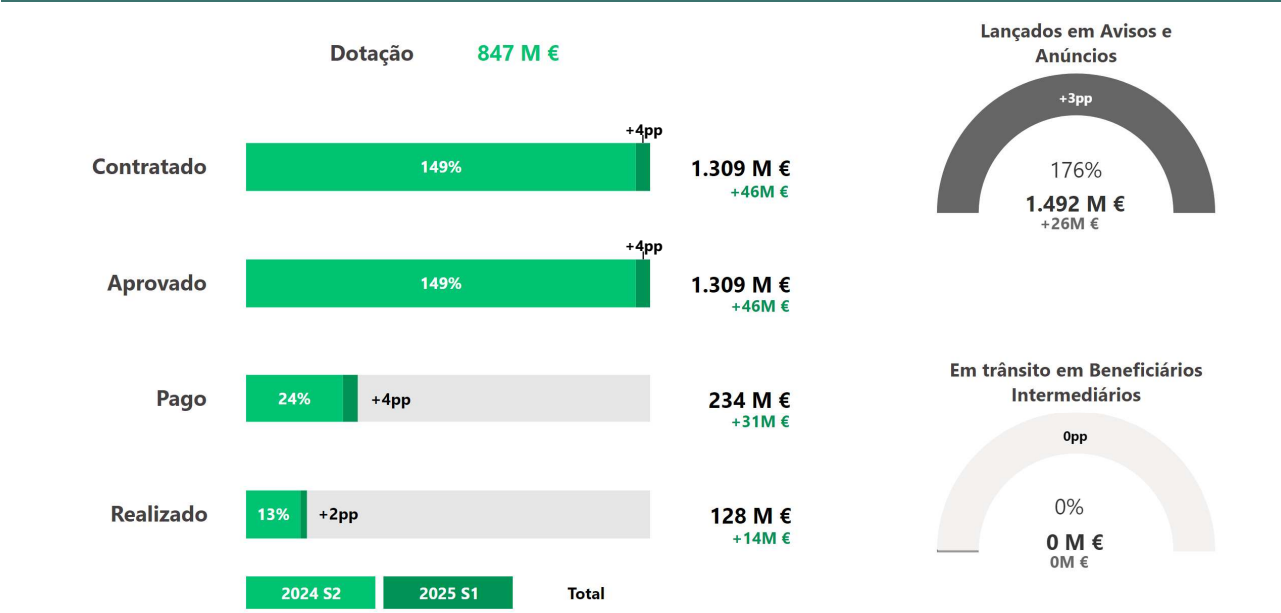 Dotação 847 M €
Contratado 149% +4pp 1.309 M €
+46M €
Aprovado 149% +4pp 1.309 M €
+46M €
Pago 24% +4pp 234 M €
+31M €
Realizado 13% +2pp 128 M €
+14M €
2024 S2 2025 S1 Total
Lançados em Avisos e
Anúncios
+3pp
176%
1.492 M €
+26M €
Em trânsito em Beneficiários
Intermediários
0pp
0%
0 M €
0M €